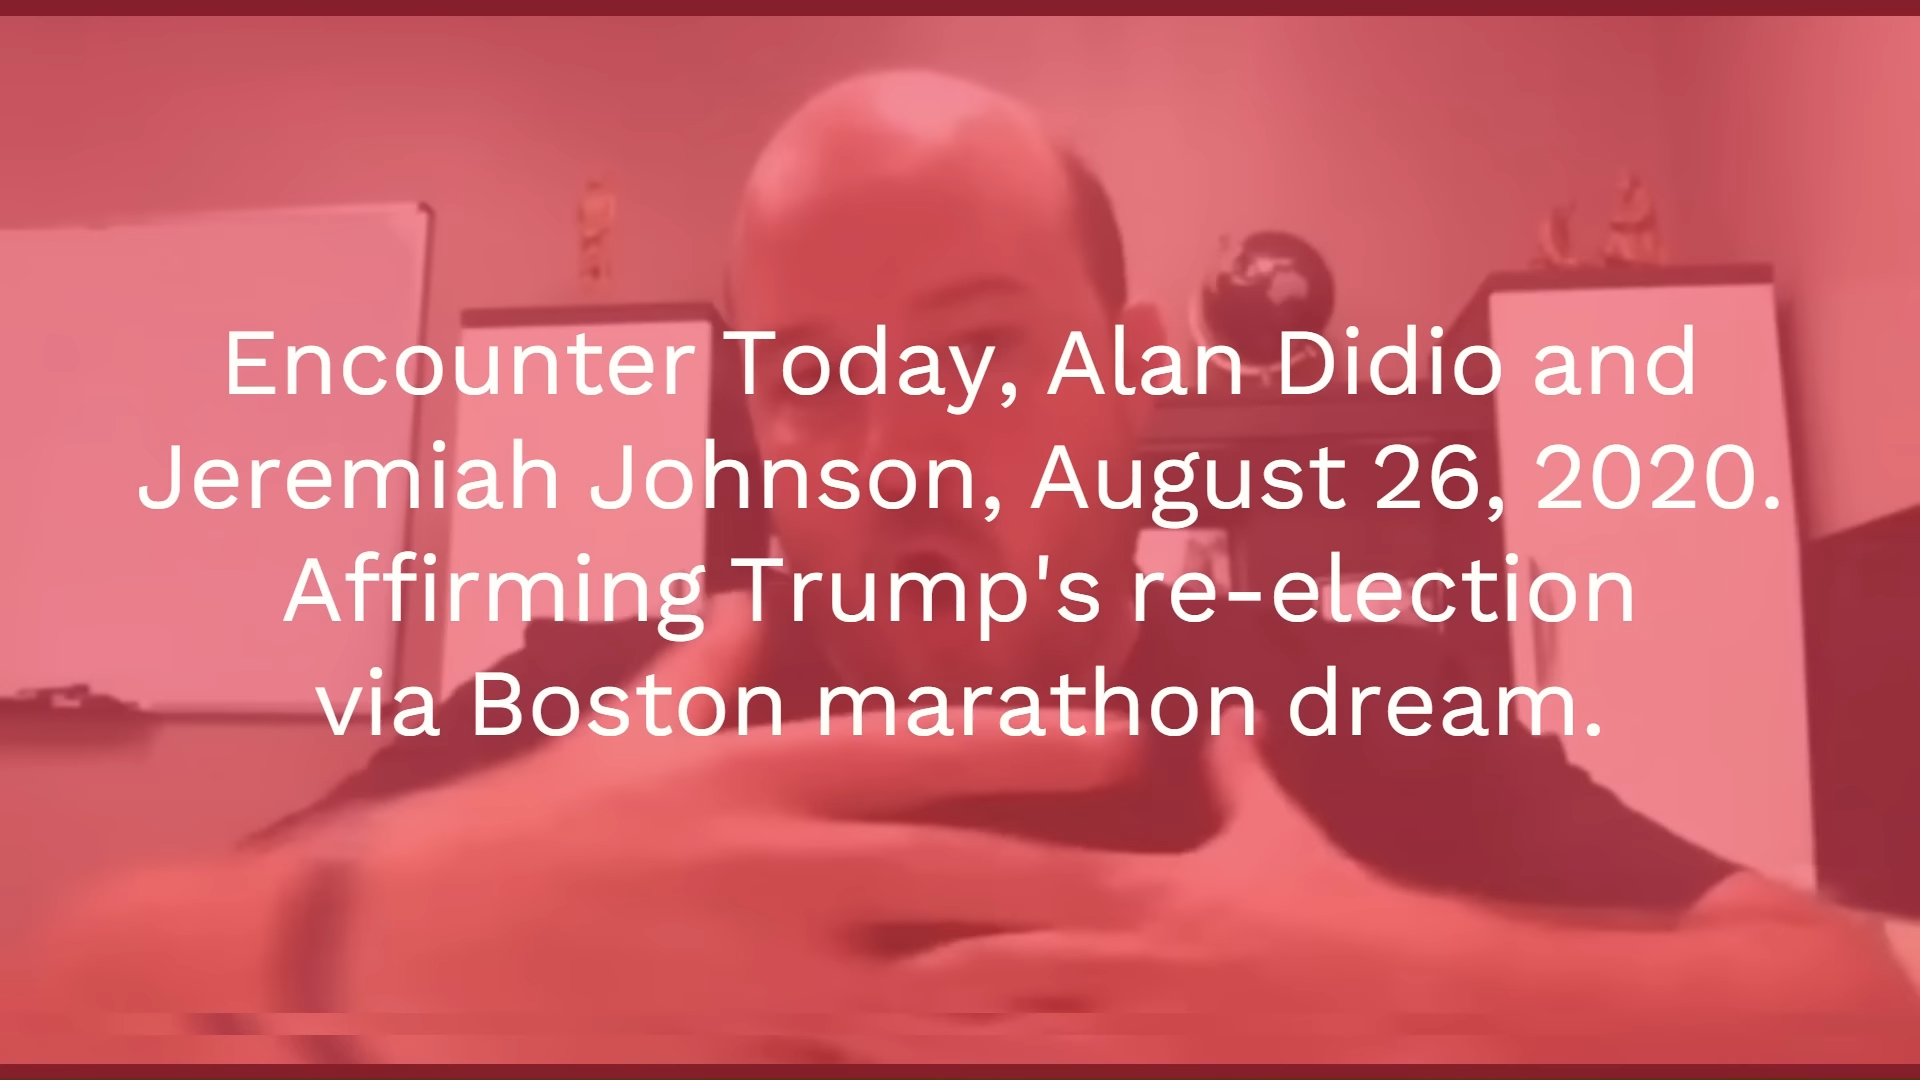 Encounter Today, Alan Didio and
Jeremiah Johnson, August 26, 2020.
Affirming Trump's re-election
via Boston marathon dream.